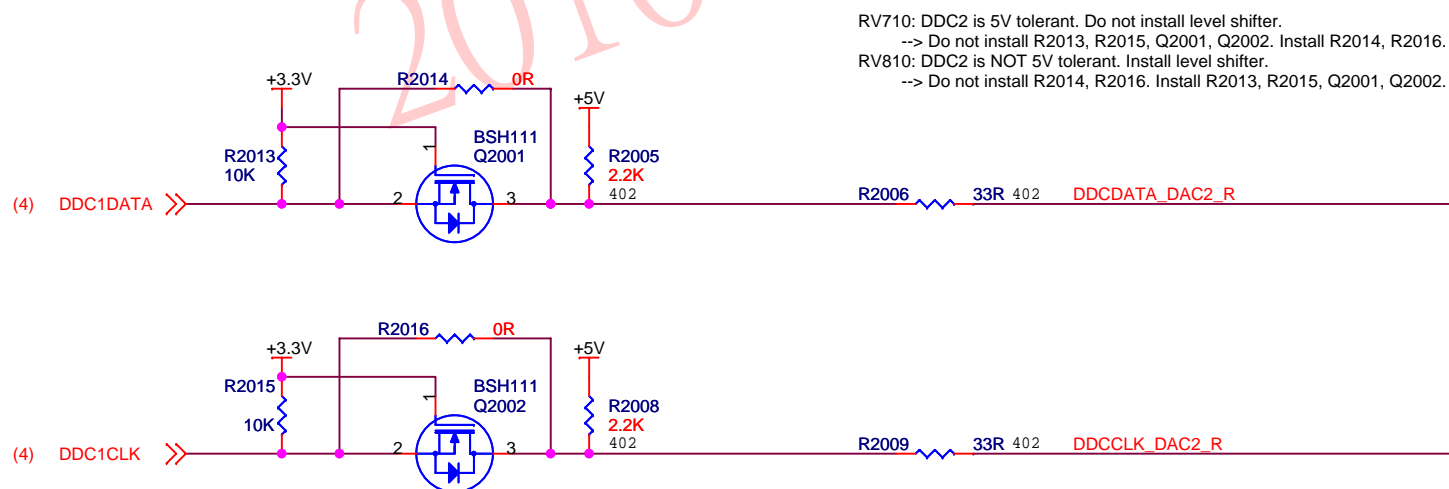 RV710: DDC2 is 5V tolerant. Do not install level shifter.
--> Do not install R2013, R2015, Q2001, Q2002. Install R2014, R2016.
RV810: DDC2 is NOT 5V tolerant. Install level shifter.
--> Do not install R2014, R2016. Install R2013, R2015, Q2001, Q2002.
+3.3V
R2014 0R
+5V
R2013
10K
1
BSH111
Q2001
R2005
2.2K
402
(4) DDC1DATA
2
3
R2006 33R 402 DDCDATA_DAC2_R
+3.3V
R2016 0R
+5V
R2015
10K
1
BSH111
Q2002
R2008
2.2K
402
(4) DDC1CLK
2
3
R2009 33R 402 DDCCLK_DAC2_R